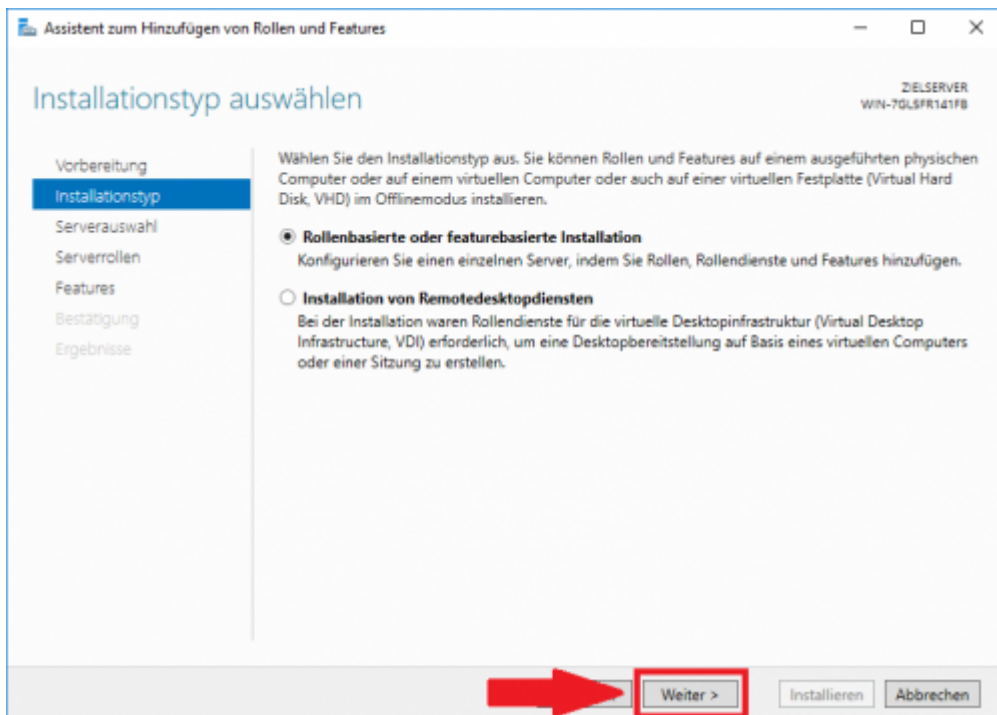 Assistent zum Hinzufügen von Rollen und Features
Installationstyp auswählen
ZIELSERVER
WIN-7GLSFR141FB
Vorbereitung
Installationstyp
Serverauswahl
Serverrollen
Features
Bestätigung
Ergebnisse
Wählen Sie den Installationstyp aus. Sie können Rollen und Features auf einem ausgeführten physischen
Computer oder auf einem virtuellen Computer oder auch auf einer virtuellen Festplatte (Virtual Hard
Disk, VHD) im Offlinemodus installieren.
Rollenbasierte oder featurebasierte Installation
Konfigurieren Sie einen einzelnen Server, indem Sie Rollen, Rollendienste und Features hinzufügen.
Installation von Remotedesktopdiensten
Bei der Installation waren Rollendienste für die virtuelle Desktopinfrastruktur (Virtual Desktop
Infrastructure, VDI) erforderlich, um eine Desktopbereitstellung auf Basis eines virtuellen Computers
oder einer Sitzung zu erstellen.
Weiter >
Installieren
Abbrechen